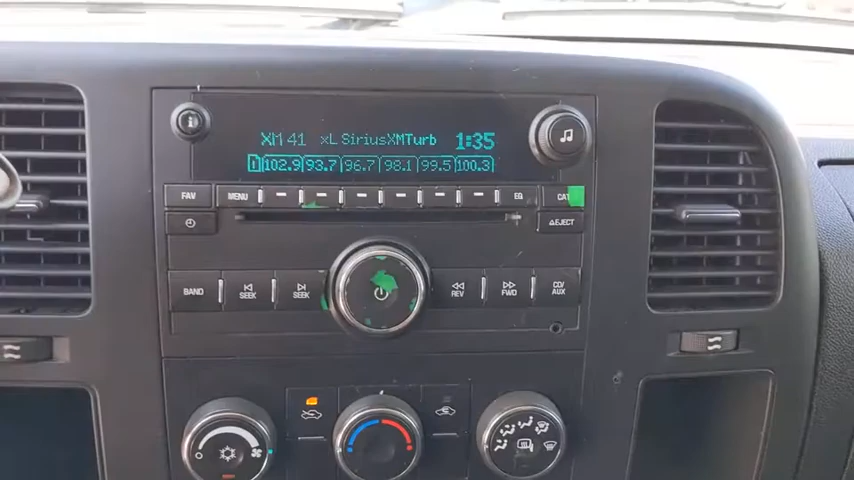 XM 41 xL SiriusXMTurb 1:35
1 102.9 93.7 96.7 98.1 99.5 100.3
FAV MENU EQ CAT
EJECT
BAND SEEK SEEK REV FWD CD/AUX